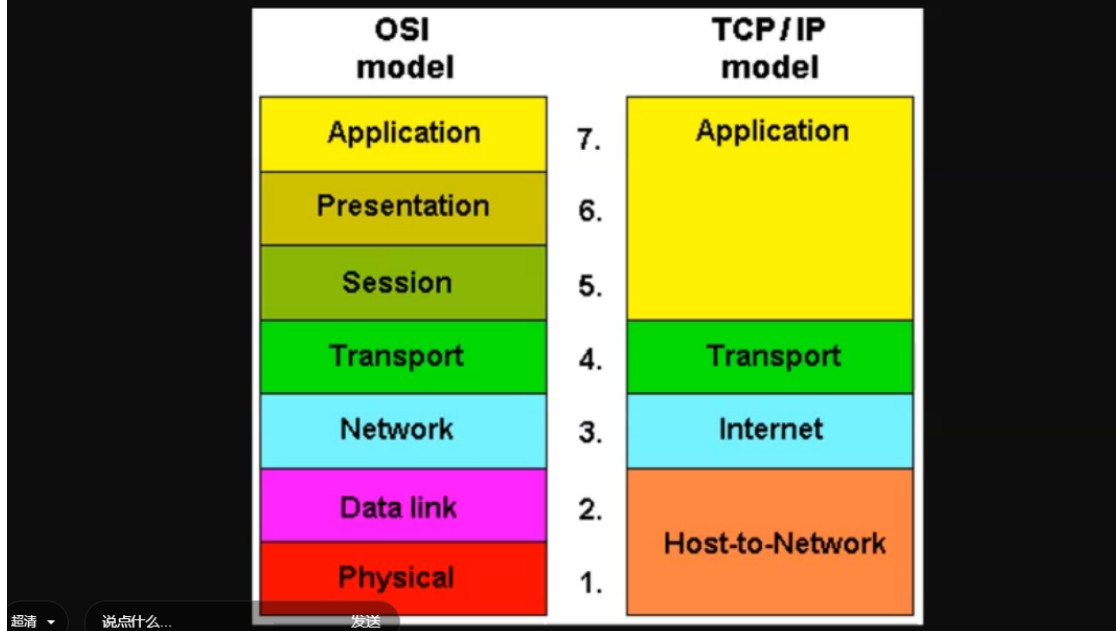 OSI
model
TCP/IP
model
Application
7.
Application
Presentation
6.
Session
5.
Transport
4.
Transport
Network
3.
Internet
Data link
2.
Host-to-Network
Physical
1.
超清
说点什么...
发送